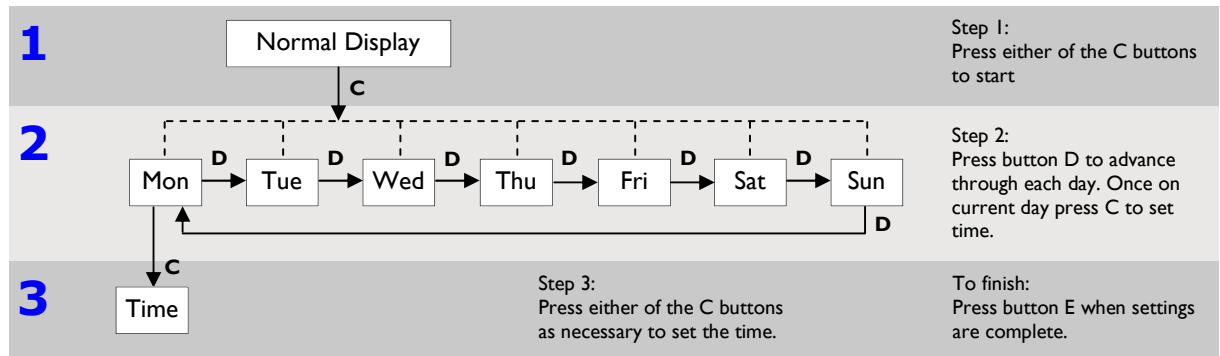 1
Normal Display
C
Step 1:
Press either of the C buttons
to start
2
D D D D D D
Mon Tue Wed Thu Fri Sat Sun
D
Step 2:
Press button D to advance
through each day. Once on
current day press C to set
time.
C
3
Time
Step 3:
Press either of the C buttons
as necessary to set the time.
To finish:
Press button E when settings
are complete.